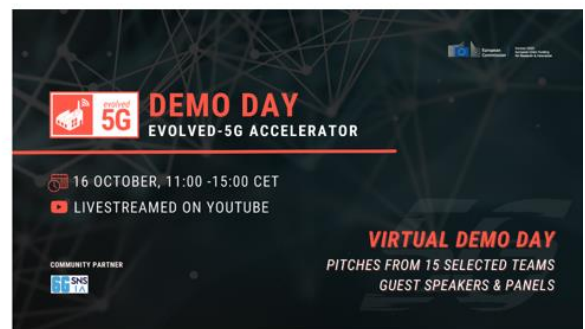 European
Commission
evolved
5G
DEMO DAY
EVOLVED-5G ACCELERATOR
16 OCTOBER, 11:00 -15:00 CET
LIVESTREAMED ON YOUTUBE
VIRTUAL DEMO DAY
PITCHES FROM 15 SELECTED TEAMS
GUEST SPEAKERS & PANELS
COMMUNITY PARTNER
6G SNS
IA